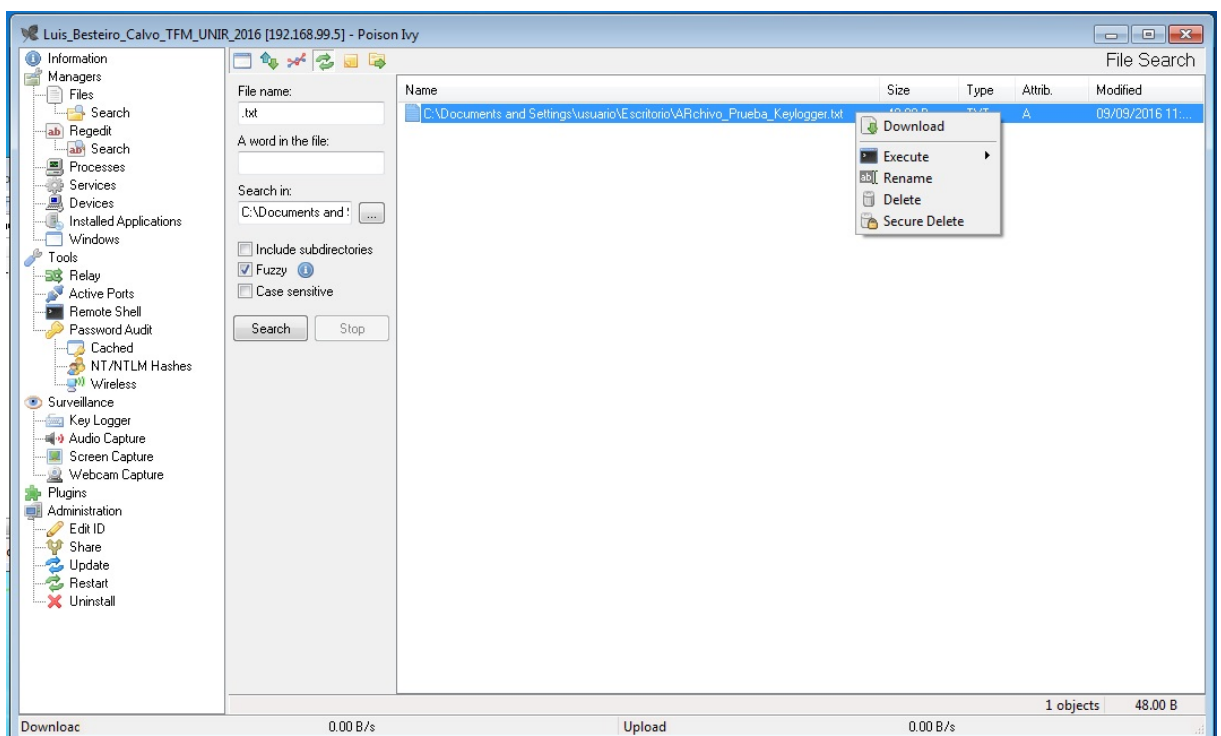 Luis_Besteiro_Calvo_TFM_UNIR_2016 [192.168.99.5] - Poison Ivy
File Search
Information
Managers
Files
Search
Regedit
Search
Processes
Services
Devices
Installed Applications
Windows
Tools
Relay
Active Ports
Remote Shell
Password Audit
Cached
NT/NTLM Hashes
Wireless
Surveillance
Key Logger
Audio Capture
Screen Capture
Webcam Capture
Plugins
Administration
Edit ID
Share
Update
Restart
Uninstall
File name:
.txt
A word in the file:
Search in:
C:\Documents and
...
Include subdirectories
Fuzzy
Case sensitive
Search Stop
Name Size Type Attrib. Modified
C:\Documents and Settings\usuario\Escritorio\ARchivo_Prueba_Keylogger.txt A 09/09/2016 11:...
Download
Execute
Rename
Delete
Secure Delete
1 objects 48.00 B
Downloac 0.00 B/s Upload 0.00 B/s